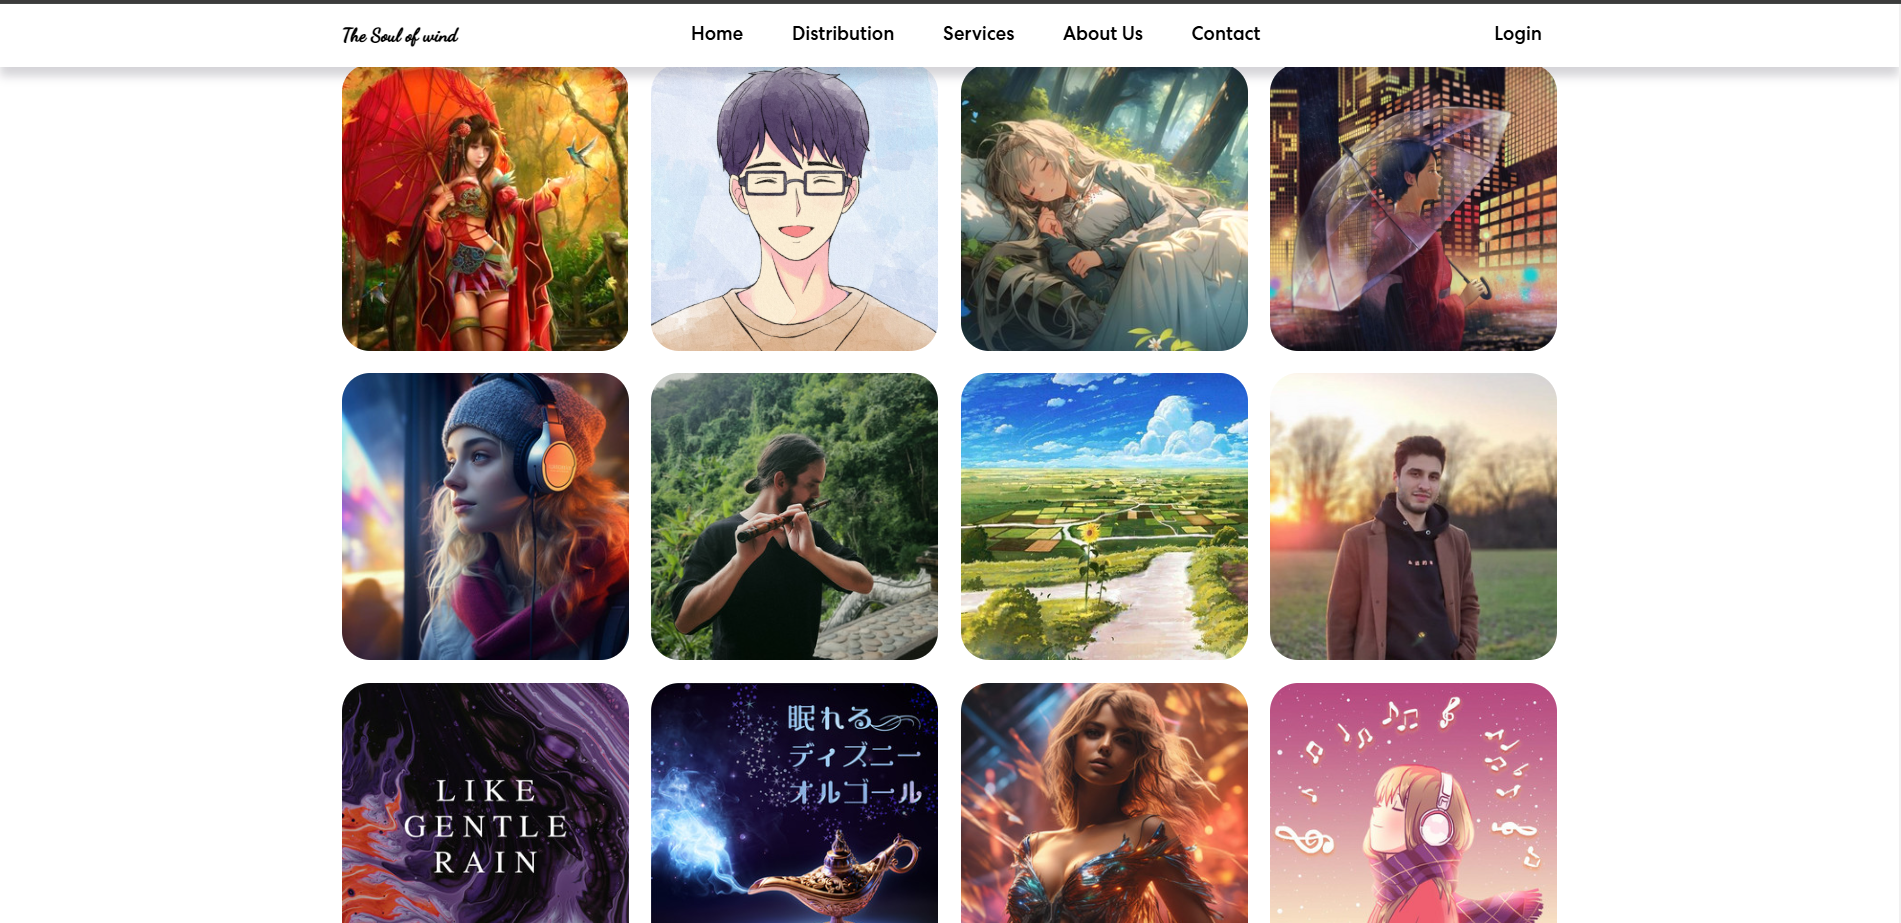 The Soul of wind
Home
Distribution
Services
About Us
Contact
Login
LIKE
GENTLE
RAIN
眠れる
ディズニー
オルゴール